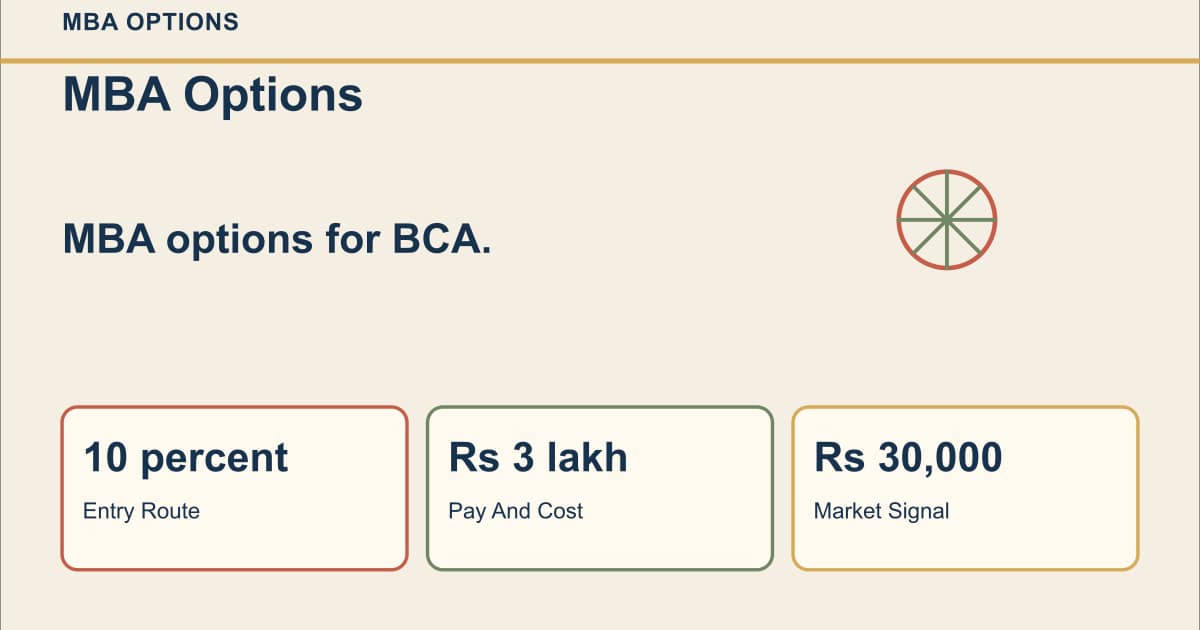 MBA OPTIONS
MBA Options
MBA options for BCA.
10 percent
Entry Route
Rs 3 lakh
Pay And Cost
Rs 30,000
Market Signal